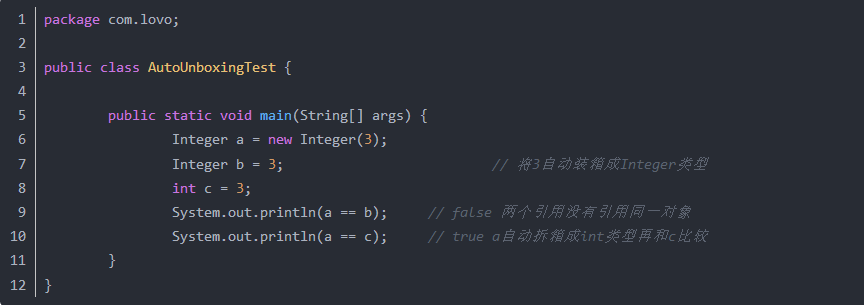 1 package com.lovo;
2
3 public class AutoUnboxingTest {
4
5 public static void main(String[] args) {
6 Integer a = new Integer(3);
7 Integer b = 3; // 将3自动装箱成Integer类型
8 int c = 3;
9 System.out.println(a == b); // false 两个引用没有引用同一对象
10 System.out.println(a == c); // true a自动拆箱成int类型再和c比较
11 }
12 }